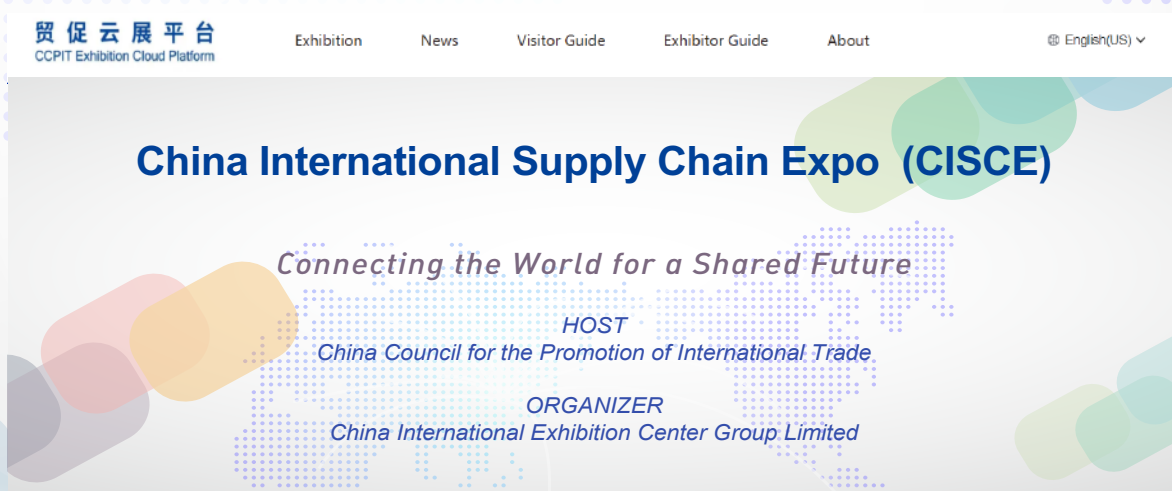 贸促云展平台
CCPIT Exhibition Cloud Platform
Exhibition
News
Visitor Guide
Exhibitor Guide
About
English(US)
China International Supply Chain Expo (CISCE)
Connecting the World for a Shared Future
HOST
China Council for the Promotion of International Trade
ORGANIZER
China International Exhibition Center Group Limited